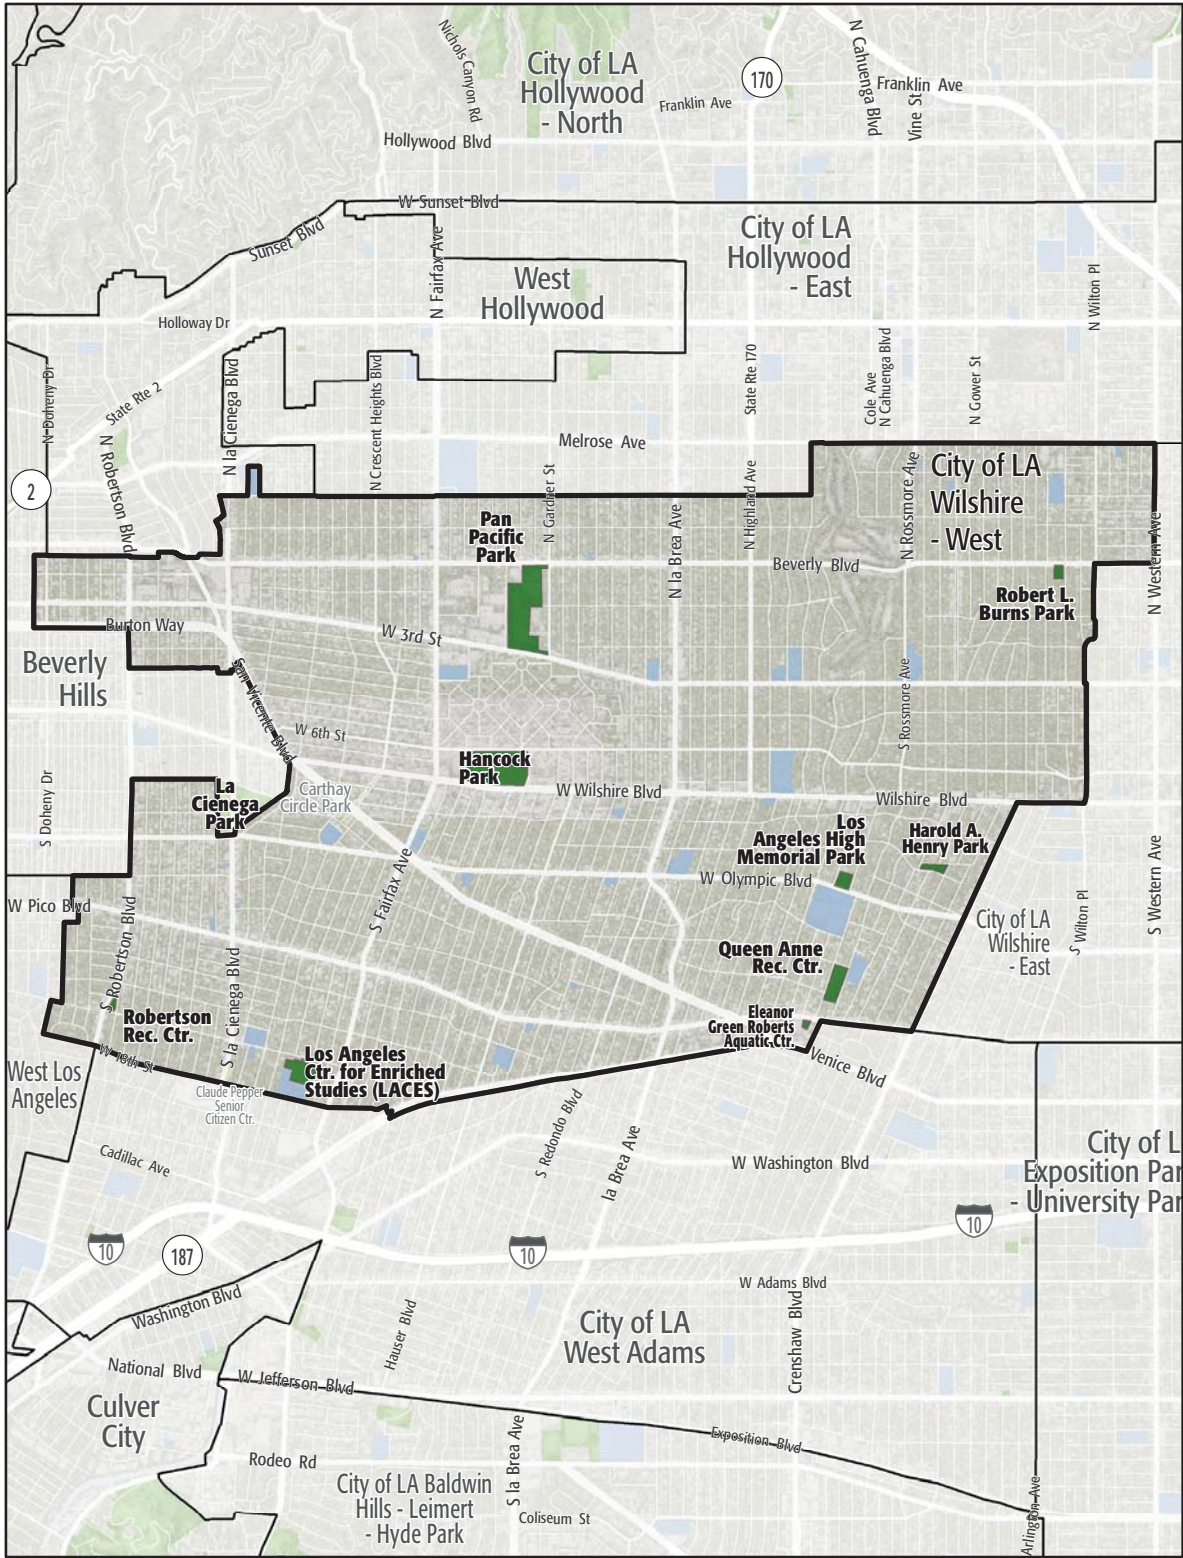 Nichols Canyon Rd
City of LA
Hollywood
- North
170
N Cahuenga Blvd
Franklin Ave
Franklin Ave
Vine St
Hollywood Blvd
W Sunset Blvd
Sunset Blvd
N Fairfax Ave
City of LA
Hollywood
- East
West
Hollywood
N Wilton Pl
Holloway Dr
N Doheny Dr
State Rte 2
N la Cienega Blvd
N Crescent Heights Blvd
State Rte 170
Cole Ave
N Cahuenga Blvd
N Gower St
Melrose Ave
2
N Robertson Blvd
N Gardner St
N la Brea Ave
N Highland Ave
N Rossmore Ave
City of LA
Wilshire
- West
Pan
Pacific
Park
N Western Ave
Beverly Blvd
Robert L.
Burns Park
Burton Way
W 3rd St
Beverly
Hills
San Vicente Blvd
S Rossmore Ave
W 6th St
Hancock
Park
W Wilshire Blvd
Wilshire Blvd
S Doheny Dr
La
Cienega
Park
Carthay
Circle Park
Los
Angeles High
Memorial Park
Harold A.
Henry Park
S Fairfax Ave
W Olympic Blvd
S Western Ave
W Pico Blvd
S Robertson Blvd
City of LA
Wilshire
- East
S Wilton Pl
S la Cienega Blvd
Queen Anne
Rec. Ctr.
Robertson
Rec. Ctr.
Eleanor
Green Roberts
Aquatic Ctr.
W 18th St
Los Angeles
Ctr. for Enriched
Studies (LACES)
Venice Blvd
West Los
Angeles
Claude Pepper
Senior
Citizen Ctr.
S Redondo Blvd
la Brea Ave
Cadillac Ave
W Washington Blvd
City of L
Exposition Par
- University Par
10
187
10
10
W Adams Blvd
Washington Blvd
Hauser Blvd
City of LA
West Adams
Crenshaw Blvd
National Blvd
W Jefferson Blvd
Culver
City
S la Brea Ave
Exposition Blvd
Rodeo Rd
City of LA Baldwin
Hills - Leimert
- Hyde Park
Coliseum St
Arlington Ave